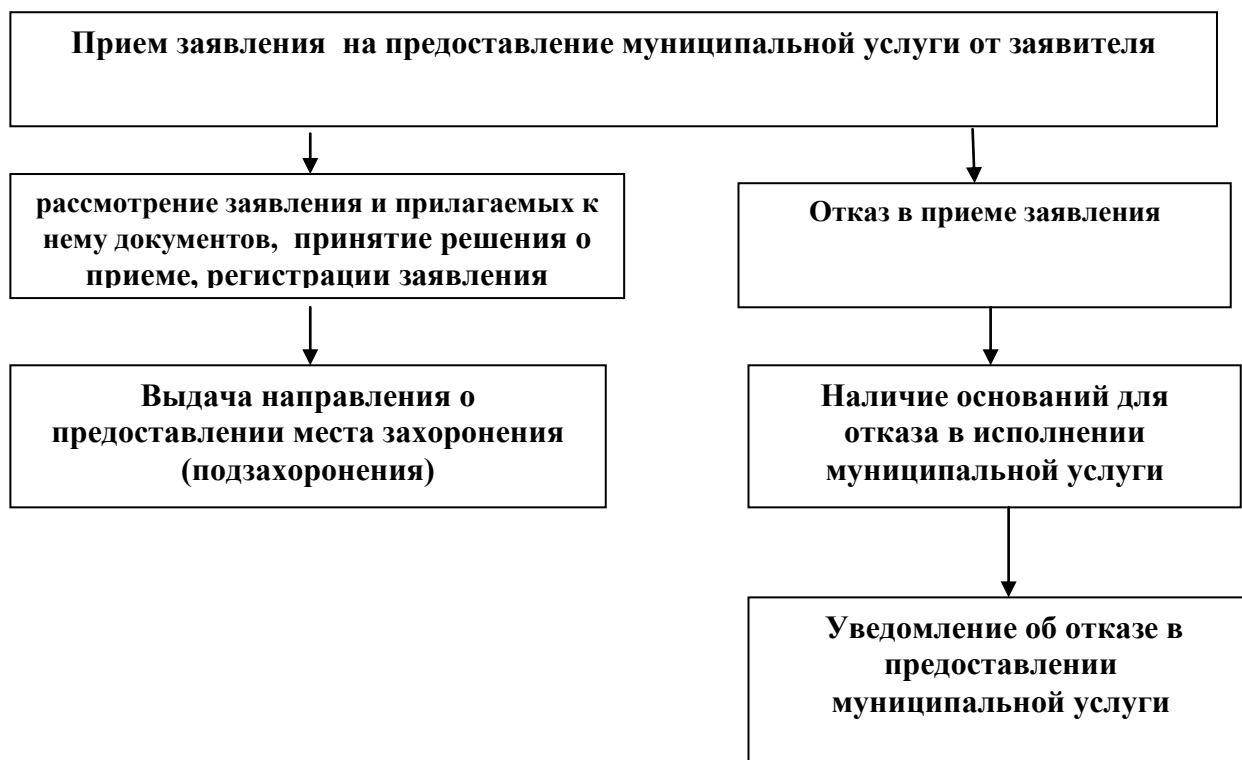 Прием заявления  на предоставление муниципальной услуги от заявителя
рассмотрение заявления и прилагаемых к
нему документов,  принятие решения о
приеме, регистрации заявления
Отказ в приеме заявления
Выдача направления о
предоставлении места захоронения
(подзахоронения)
Наличие оснований для
отказа в исполнении
муниципальной услуги
Уведомление об отказе в
предоставлении
муниципальной услуги